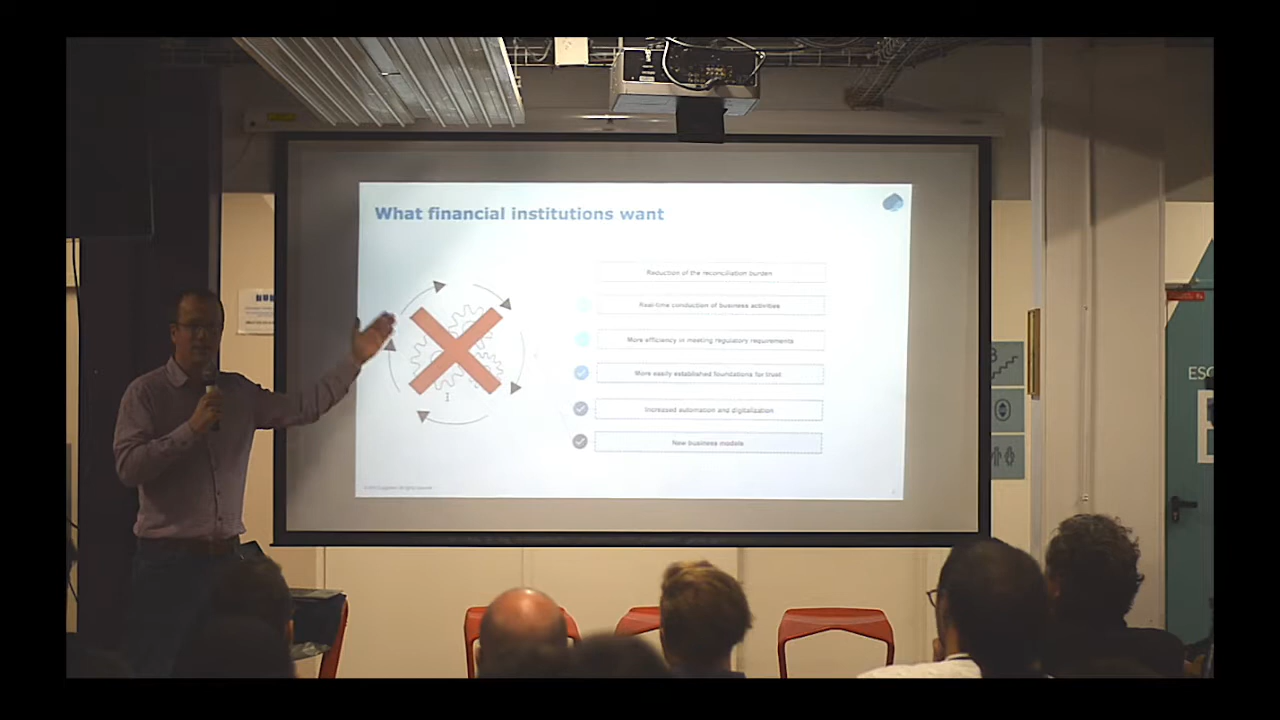 What financial institutions want
Reduction of the reconciliation burden
Real-time conduction of business activities
More efficiency in meeting regulatory requirements
More easily established foundations for trust
Increased automation and digitalization
New business models
ESC